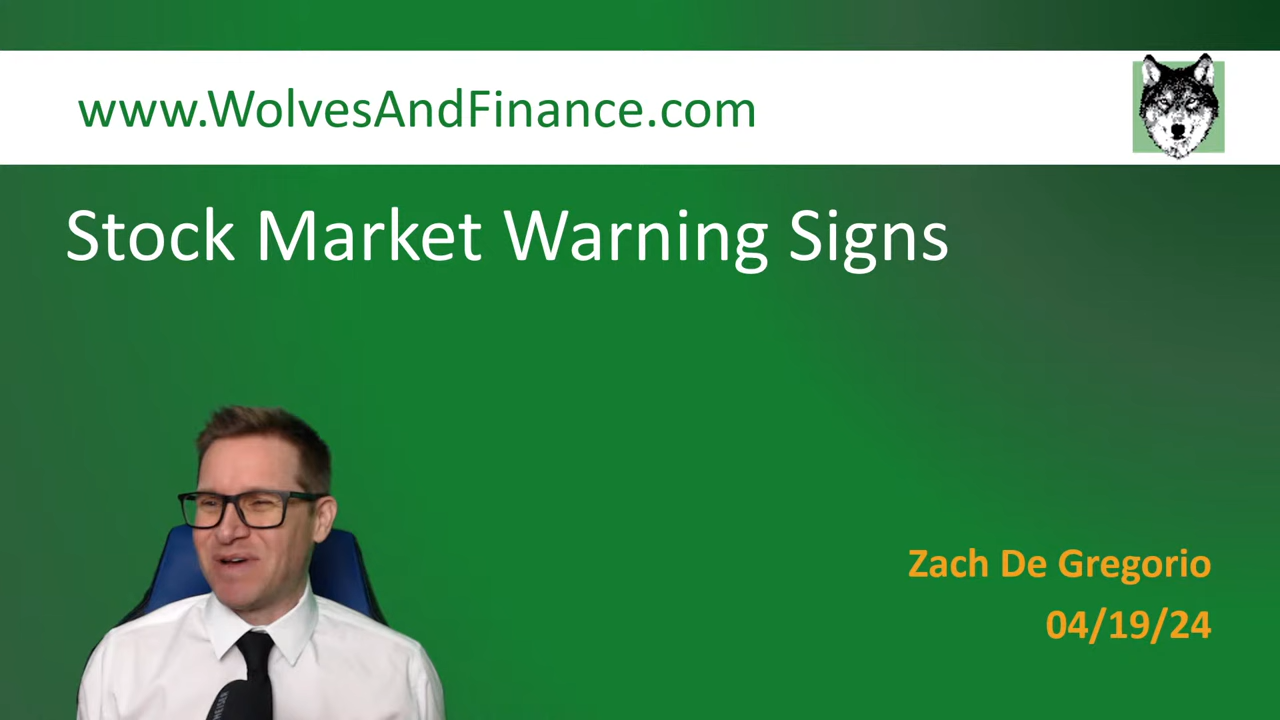 www.WolvesAndFinance.com
Stock Market Warning Signs
Zach De Gregorio
04/19/24